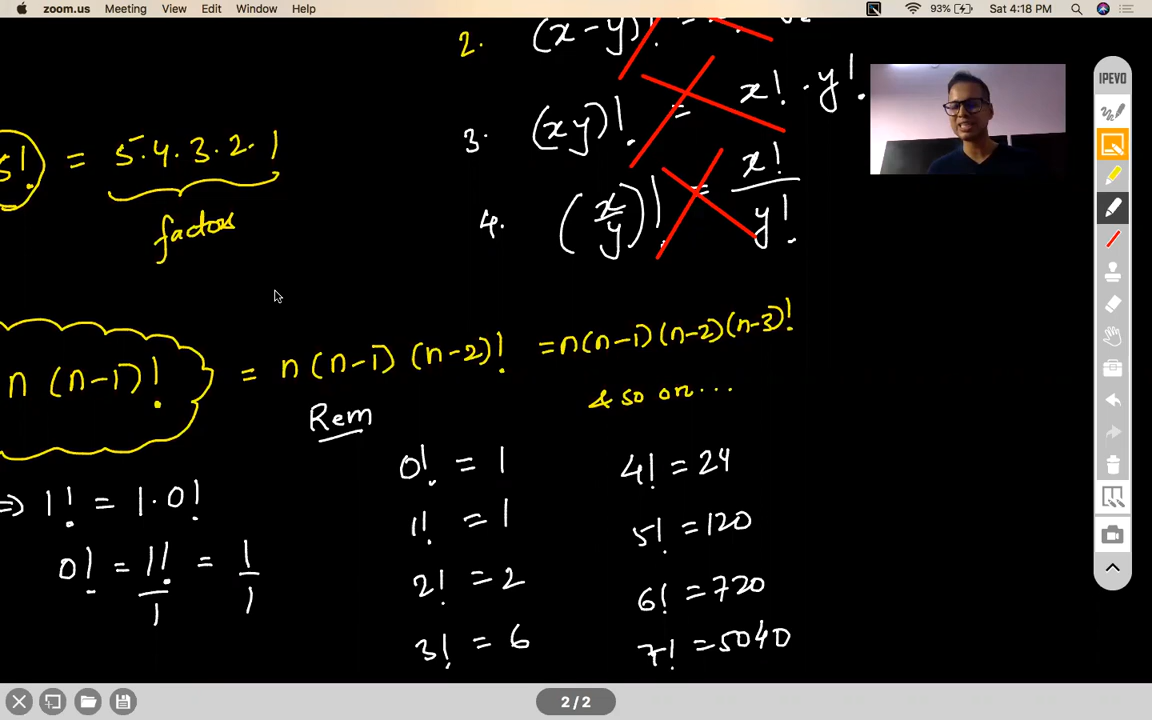 zoom.us Meeting View Edit Window Help
93% Sat 4:18 PM
2. (x-y)! =
IPEVO
3. (xy)! = x! · y!
5! = 5.4.3.2.1
factors
4. (x/y)! = x!/y!
n (n-1)! = n (n-1) (n-2)! = n(n-1)(n-2)(n-3)!
& so on...
Rem
0! = 1 4! = 24
⇒ 1! = 1·0!
1! = 1 5! = 120
0! = 1!/1 = 1/1
2! = 2 6! = 720
3! = 6 7! = 5040
2 / 2